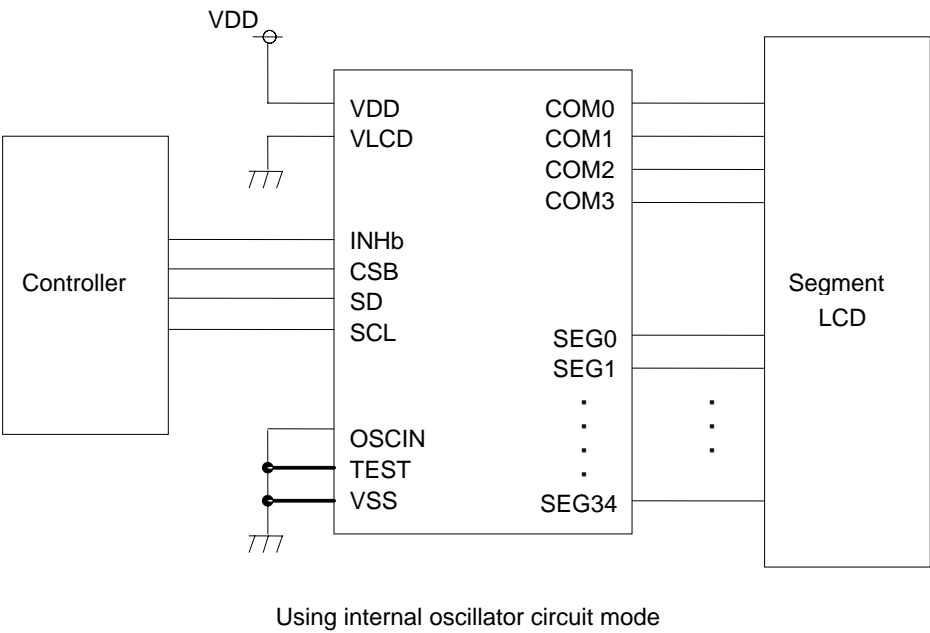 VDD
VDD
VLCD
INHb
CSB
SD
SCL
OSCIN
TEST
VSS
COM0
COM1
COM2
COM3
SEG0
SEG1
SEG34
Controller
Segment
LCD
Using internal oscillator circuit mode